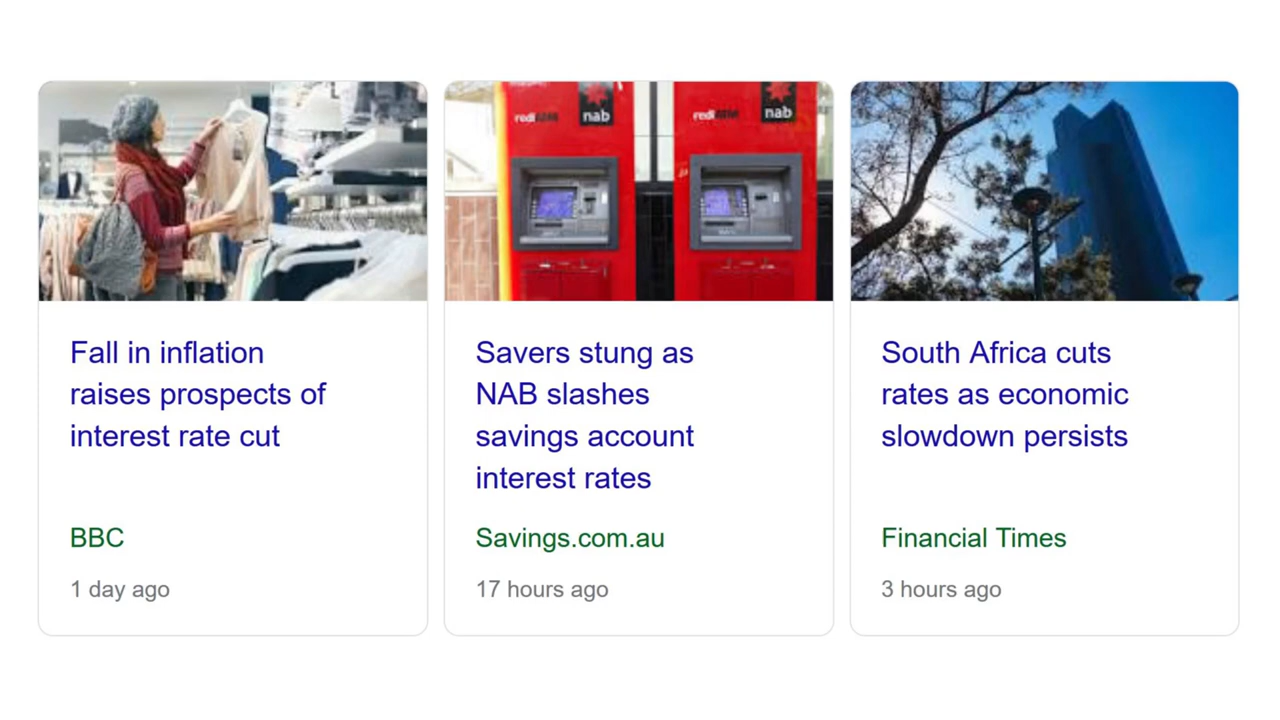 nab
nab
Fall in inflation
raises prospects of
interest rate cut
BBC
1 day ago
Savers stung as
NAB slashes
savings account
interest rates
Savings.com.au
17 hours ago
South Africa cuts
rates as economic
slowdown persists
Financial Times
3 hours ago